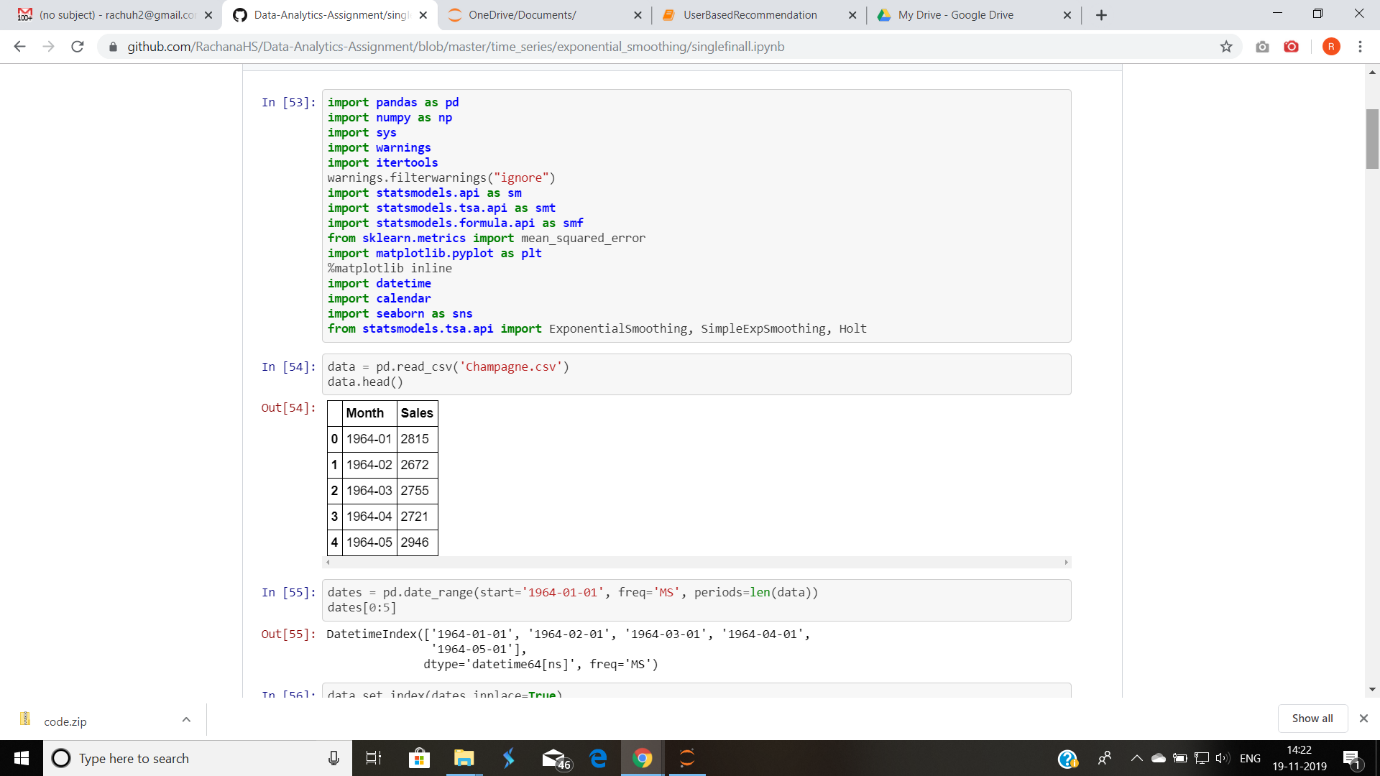 (no subject) - rachuh2@gmail.co
Data-Analytics-Assignment/singl
OneDrive/Documents/
UserBasedRecommendation
My Drive - Google Drive
github.com/RachanaHS/Data-Analytics-Assignment/blob/master/time_series/exponential_smoothing/singlefinall.ipynb
R
In [53]:
import pandas as pd
import numpy as np
import sys
import warnings
import itertools
warnings.filterwarnings("ignore")
import statsmodels.api as sm
import statsmodels.tsa.api as smt
import statsmodels.formula.api as smf
from sklearn.metrics import mean_squared_error
import matplotlib.pyplot as plt
%matplotlib inline
import datetime
import calendar
import seaborn as sns
from statsmodels.tsa.api import ExponentialSmoothing, SimpleExpSmoothing, Holt
In [54]:
data = pd.read_csv('Champagne.csv')
data.head()
Out[54]:
Month Sales
0 1964-01 2815
1 1964-02 2672
2 1964-03 2755
3 1964-04 2721
4 1964-05 2946
In [55]:
dates = pd.date_range(start='1964-01-01', freq='MS', periods=len(data))
dates[0:5]
Out[55]:
DatetimeIndex(['1964-01-01', '1964-02-01', '1964-03-01', '1964-04-01',
'1964-05-01'],
dtype='datetime64[ns]', freq='MS')
In [56]:
data.set_index(dates, inplace=True)
code.zip
Show all
Type here to search
46
ENG
14:22
19-11-2019
1